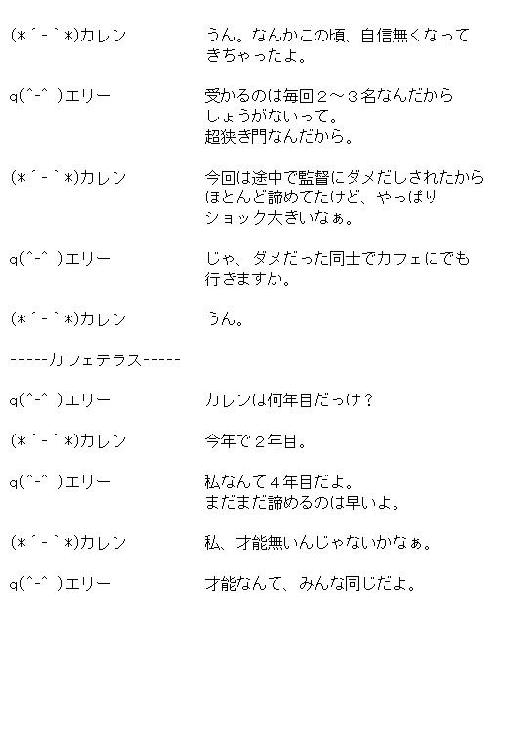 (*´-｀*)カレン　うん。なんかこの頃、自信無くなって
きちゃったよ。
q(^-^ )エリー　受かるのは毎回２～３名なんだから
しょうがないって。
超狭き門なんだから。
(*´-｀*)カレン　今回は途中で監督にダメだしされたから
ほとんど諦めてたけど、やっぱり
ショック大きいなぁ。
q(^-^ )エリー　じゃ、ダメだった同士でカフェにでも
行きますか。
(*´-｀*)カレン　うん。
-----カフェテラス-----
q(^-^ )エリー　カレンは何年目だっけ？
(*´-｀*)カレン　今年で２年目。
q(^-^ )エリー　私なんて４年目だよ。
まだまだ諦めるのは早いよ。
(*´-｀*)カレン　私、才能無いんじゃないかなぁ。
q(^-^ )エリー　才能なんて、みんな同じだよ。